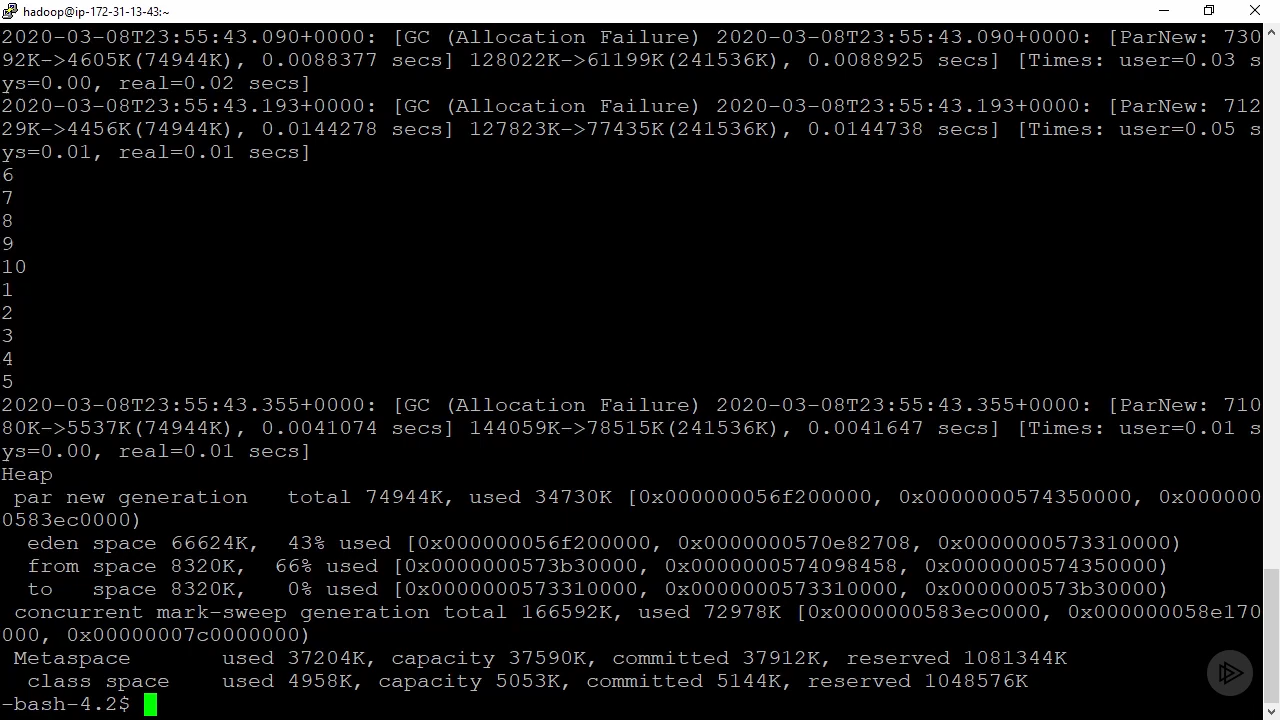 hadoop@ip-172-31-13-43:~
2020-03-08T23:55:43.090+0000: [GC (Allocation Failure) 2020-03-08T23:55:43.090+0000: [ParNew: 730
92K->4605K(74944K), 0.0088377 secs] 128022K->61199K(241536K), 0.0088925 secs] [Times: user=0.03 s
ys=0.00, real=0.02 secs]
2020-03-08T23:55:43.193+0000: [GC (Allocation Failure) 2020-03-08T23:55:43.193+0000: [ParNew: 712
29K->4456K(74944K), 0.0144278 secs] 127823K->77435K(241536K), 0.0144738 secs] [Times: user=0.05 s
ys=0.01, real=0.01 secs]
6
7
8
9
10
1
2
3
4
5
2020-03-08T23:55:43.355+0000: [GC (Allocation Failure) 2020-03-08T23:55:43.355+0000: [ParNew: 710
80K->5537K(74944K), 0.0041074 secs] 144059K->78515K(241536K), 0.0041647 secs] [Times: user=0.01 s
ys=0.00, real=0.01 secs]
Heap
 par new generation   total 74944K, used 34730K [0x000000056f200000, 0x0000000574350000, 0x000000
0583ec0000)
  eden space 66624K,  43% used [0x000000056f200000, 0x0000000570e82708, 0x0000000573310000)
  from space 8320K,  66% used [0x0000000573b30000, 0x0000000574098458, 0x0000000574350000)
  to   space 8320K,   0% used [0x0000000573310000, 0x0000000573310000, 0x0000000573b30000)
 concurrent mark-sweep generation total 166592K, used 72978K [0x0000000583ec0000, 0x000000058e170
000, 0x00000007c0000000)
 Metaspace       used 37204K, capacity 37590K, committed 37912K, reserved 1081344K
  class space    used 4958K, capacity 5053K, committed 5144K, reserved 1048576K
-bash-4.2$